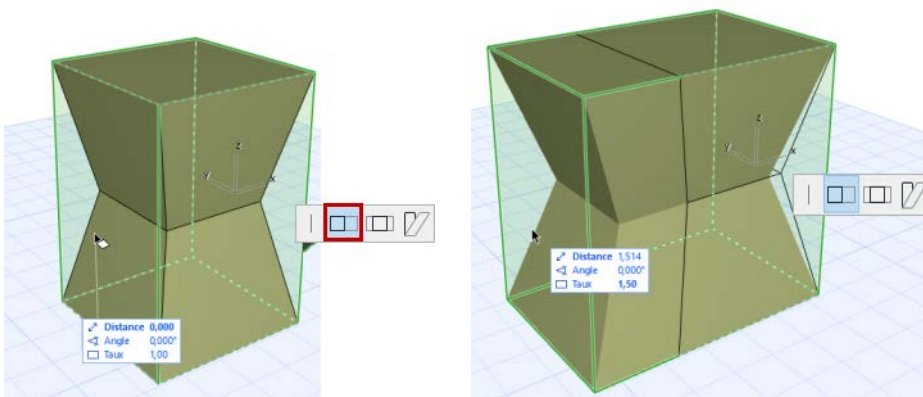 z
y
x
Distance 0,000
Angle 0,000°
Taux 1,00
z
y
x
Distance 1,514
Angle 0,000°
Taux 1,50